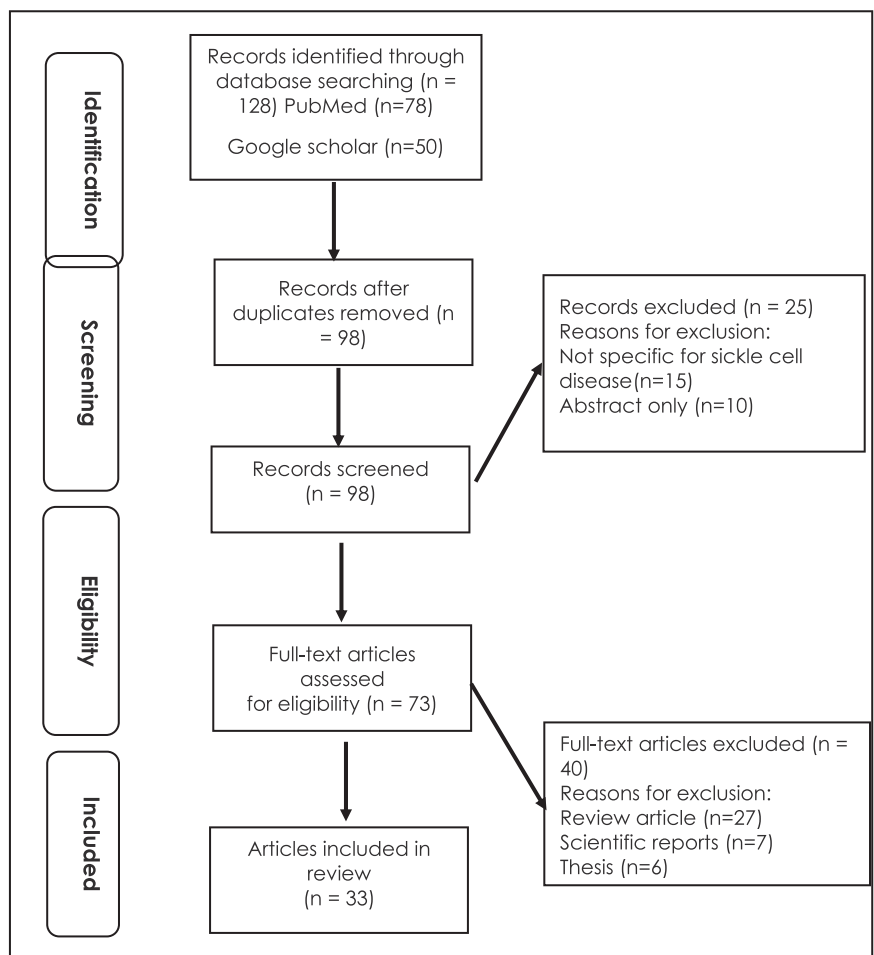 Identification
Records identified through
database searching (n =
128) PubMed (n=78)
Google scholar (n=50)
Screening
Records after
duplicates removed (n
= 98)
Records excluded (n = 25)
Reasons for exclusion:
Not specific for sickle cell
disease(n=15)
Abstract only (n=10)
Records screened
(n = 98)
Eligibility
Full-text articles
assessed
for eligibility (n = 73)
Full-text articles excluded (n =
40)
Reasons for exclusion:
Review article (n=27)
Scientific reports (n=7)
Thesis (n=6)
Included
Articles included in
review
(n = 33)